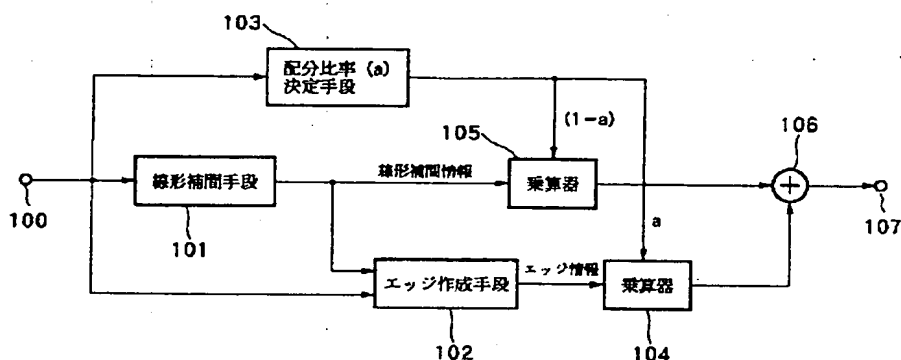 103
配分比率 (a)
決定手段
(1-a)
105
106
線形補間手段
線形補間情報
乗算器
100
101
107
a
エッジ作成手段
エッジ情報
乗算器
102
104